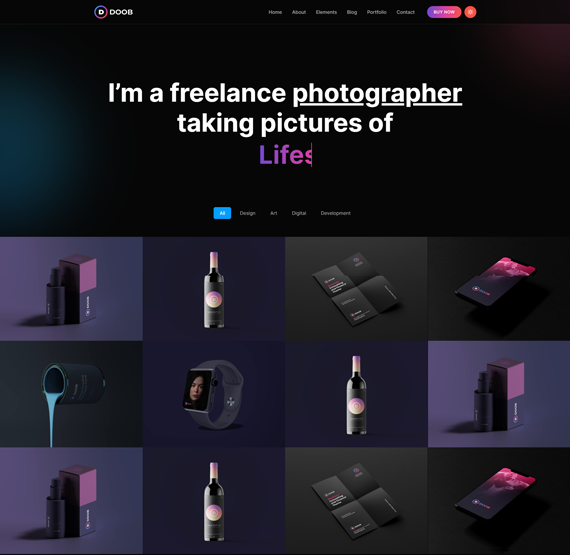 D DOOB
Home About Elements Blog Portfolio Contact BUY NOW
I’m a freelance photographer
taking pictures of
Lifes
All Design Art Digital Development
DOOB